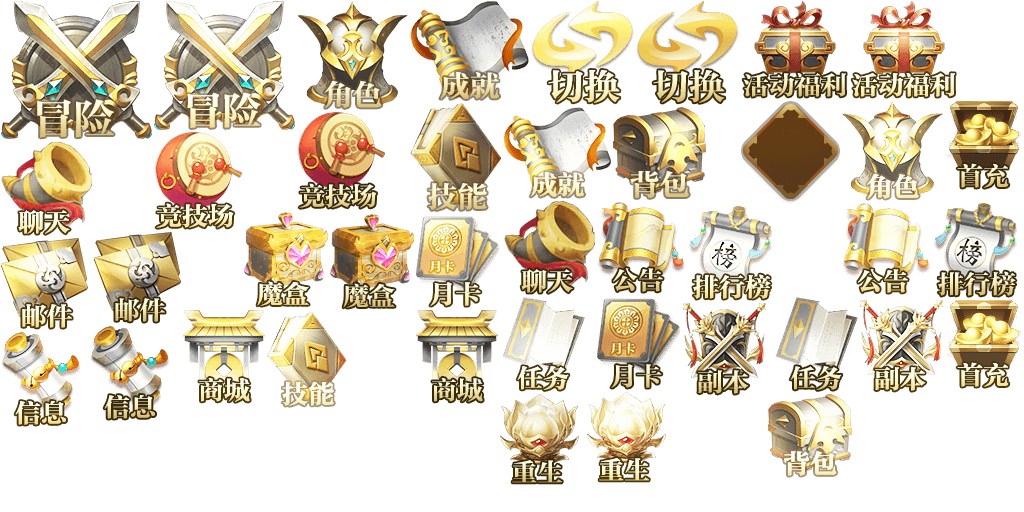 冒险
冒险
角色
成就
切换
切换
活动福利
活动福利
聊天
竞技场
竞技场
技能
成就
背包
角色
首充
邮件
邮件
魔盒
魔盒
月卡
聊天
公告
榜
排行榜
公告
榜
排行榜
信息
信息
商城
技能
商城
任务
月卡
月卡
副本
任务
副本
首充
重生
重生
背包